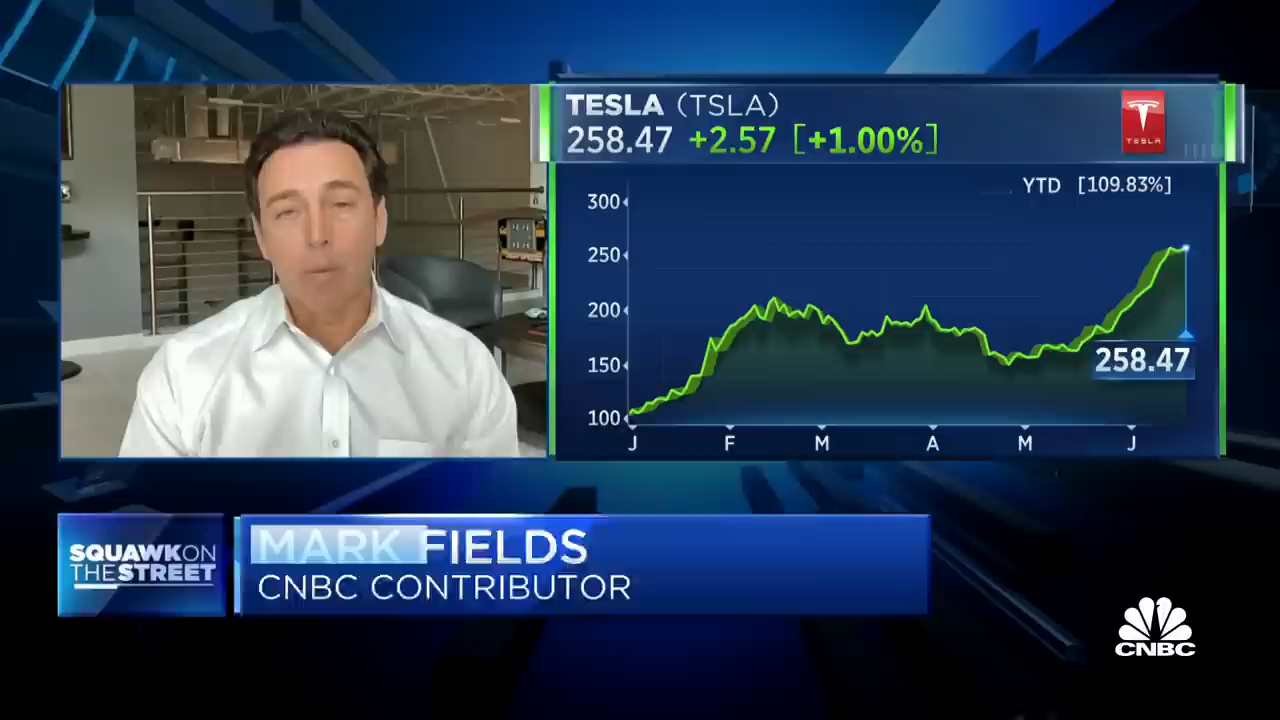 TESLA (TSLA)
258.47 +2.57 [+1.00%]
TESLA
YTD [109.83%]
300
250
200
150
100
258.47
J F M A M J
SQUAWK ON
THE STREET
MARK FIELDS
CNBC CONTRIBUTOR
CNBC